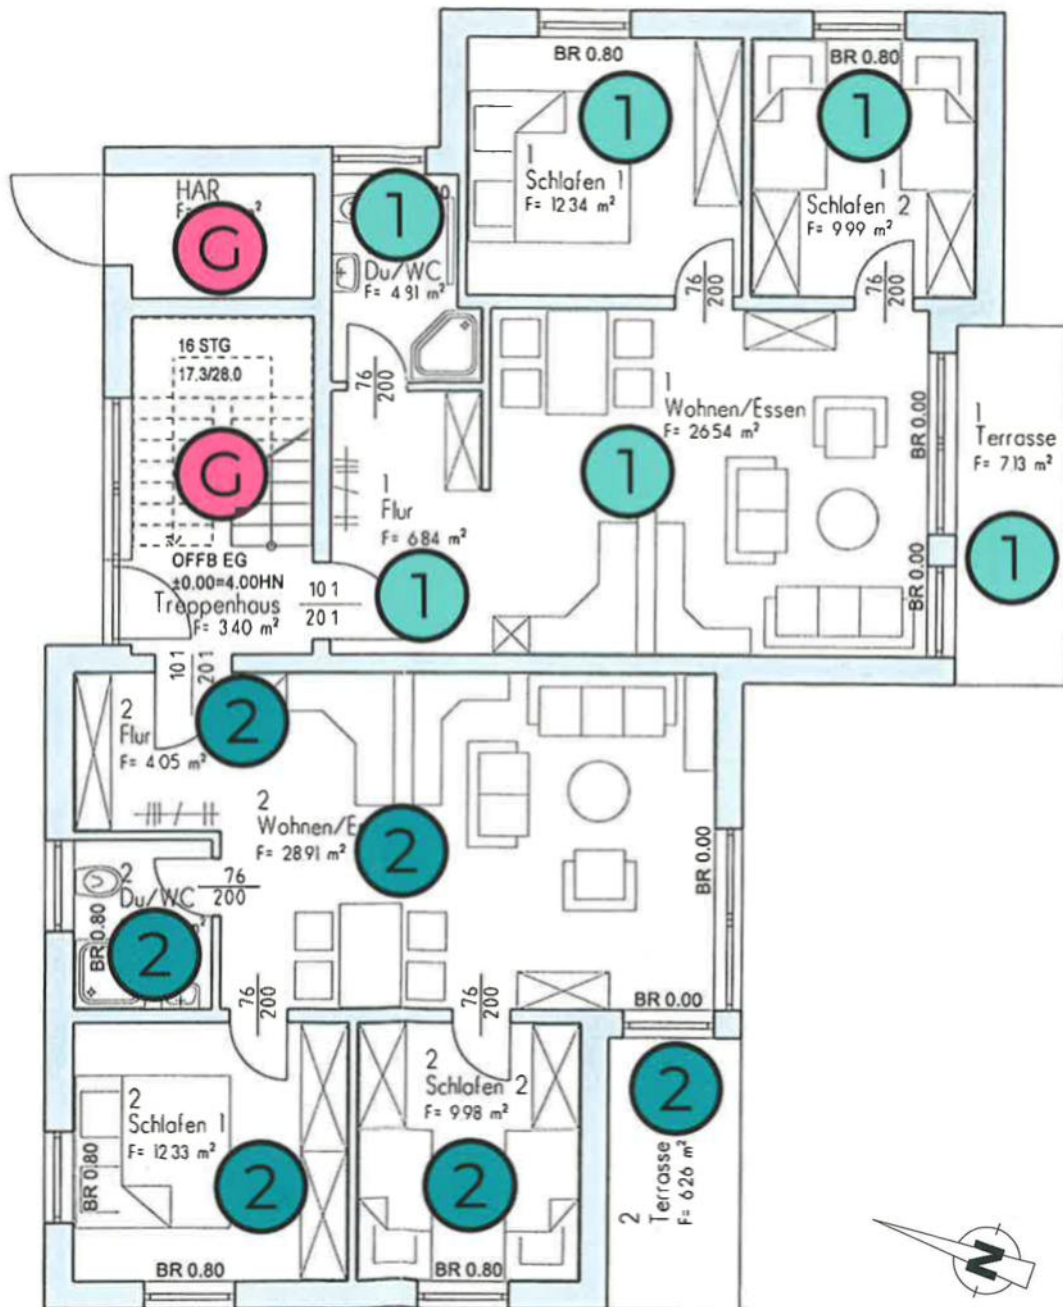 BR 0.80
1
1
Schlafen 1
F= 12.34 m²
BR 0.80
1
1
Schlafen 2
F= 9.99 m²
HAR
G
1
Du/WC
F= 4.91 m²
76
200
76
200
76
200
16 STG
17.3/28.0
G
OFFB EG
±0.00=4.00HN
Treppenhaus
F= 3.40 m²
10 1
20 1
10 1
20 1
1
Flur
F= 6.84 m²
1
1
Wohnen/Essen
F= 26.54 m²
1
BR 0.00
BR 0.00
1
Terrasse
F= 7.13 m²
1
2
Flur
F= 4.05 m²
2
2
F= 28.91 m²
2
BR 0.00
BR 0.00
2
Du/WC
BR 0.80
2
76
200
76
200
76
200
2
Schlafen 1
F= 12.33 m²
2
BR 0.80
BR 0.80
2
Schlafen 2
F= 9.98 m²
2
BR 0.80
2
2
Terrasse
F= 6.26 m²
N